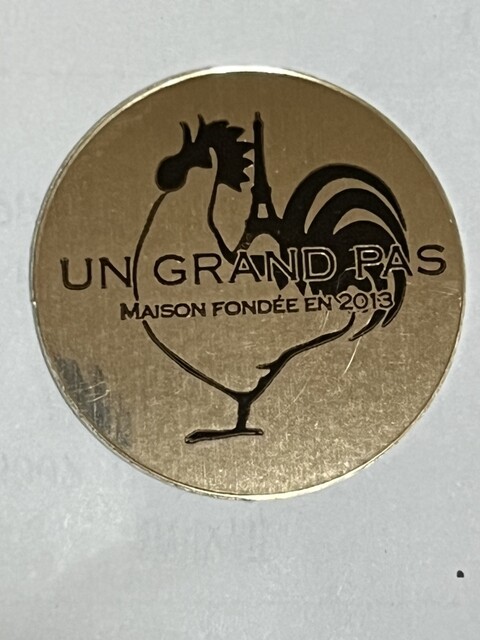 UN GRAND PAS
MAISON FONDÉE EN 2013